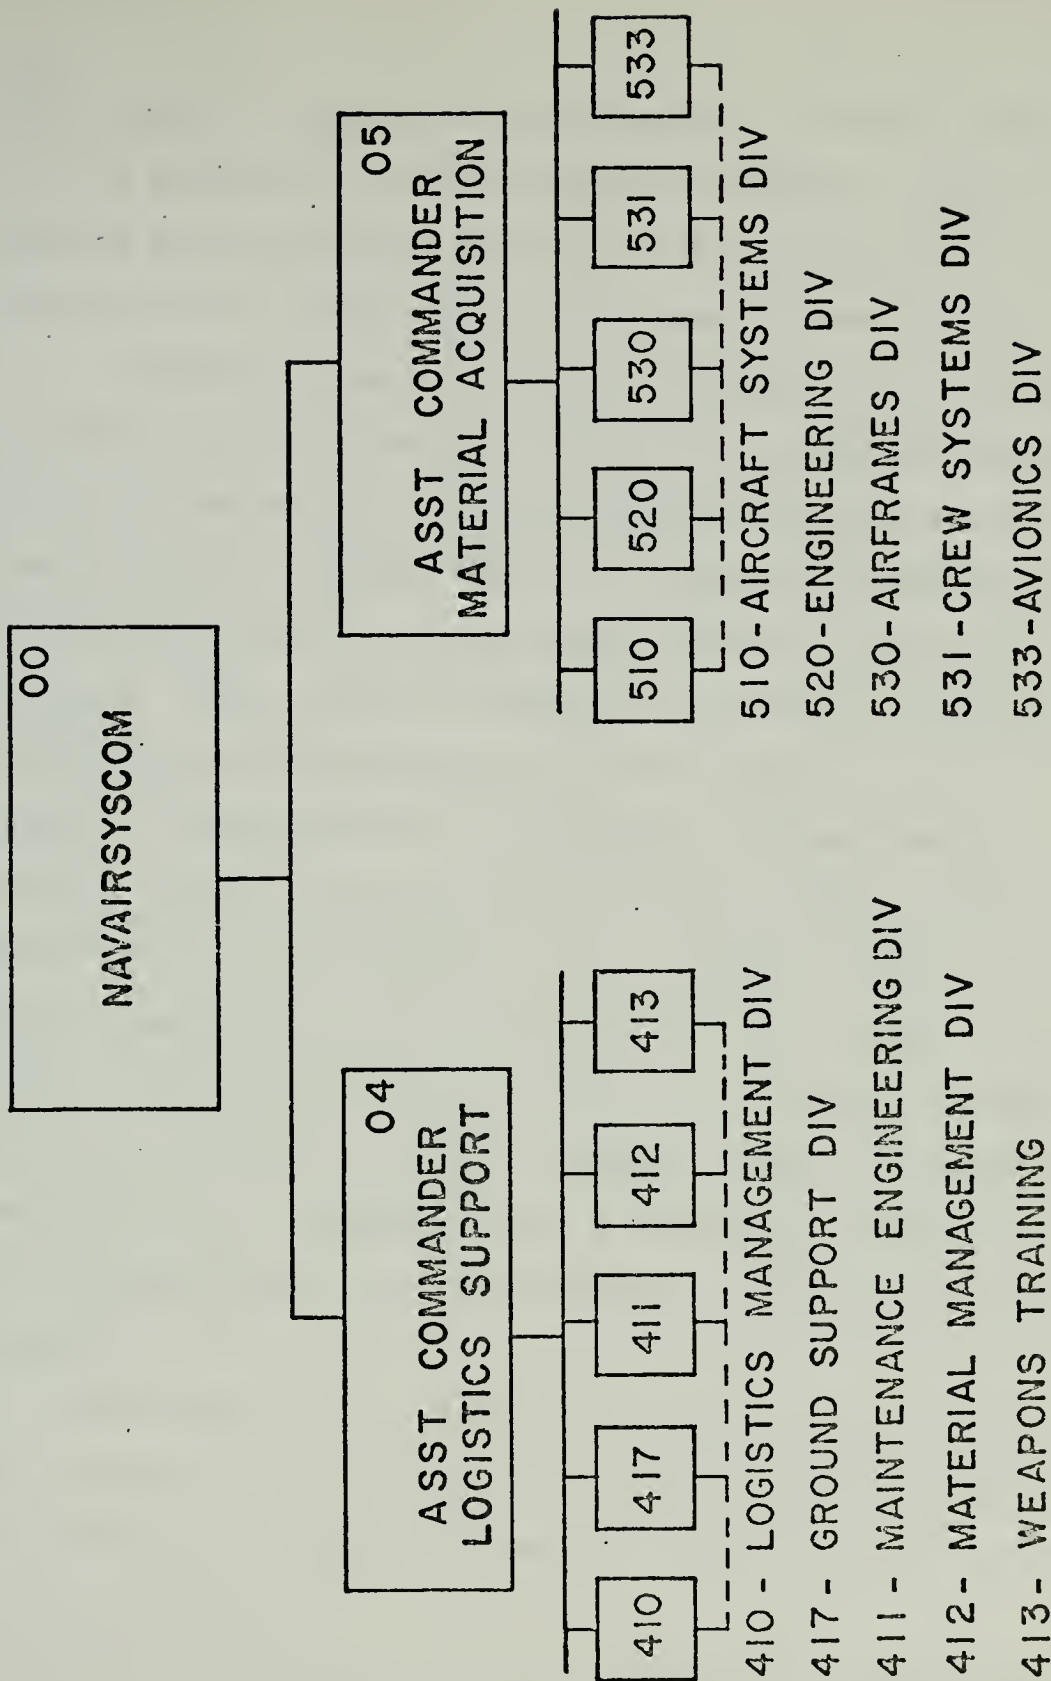 00
NAVAIRSYSCOM
04
ASST COMMANDER
LOGISTICS SUPPORT
410
417
411
412
413
410 - LOGISTICS MANAGEMENT DIV
417 - GROUND SUPPORT DIV
411 - MAINTENANCE ENGINEERING DIV
412 - MATERIAL MANAGEMENT DIV
413 - WEAPONS TRAINING
05
ASST COMMANDER
MATERIAL ACQUISITION
510
520
530
531
533
510-AIRCRAFT SYSTEMS DIV
520-ENGINEERING DIV
530-AIRFRAMES DIV
531-CREW SYSTEMS DIV
533-AVIONICS DIV